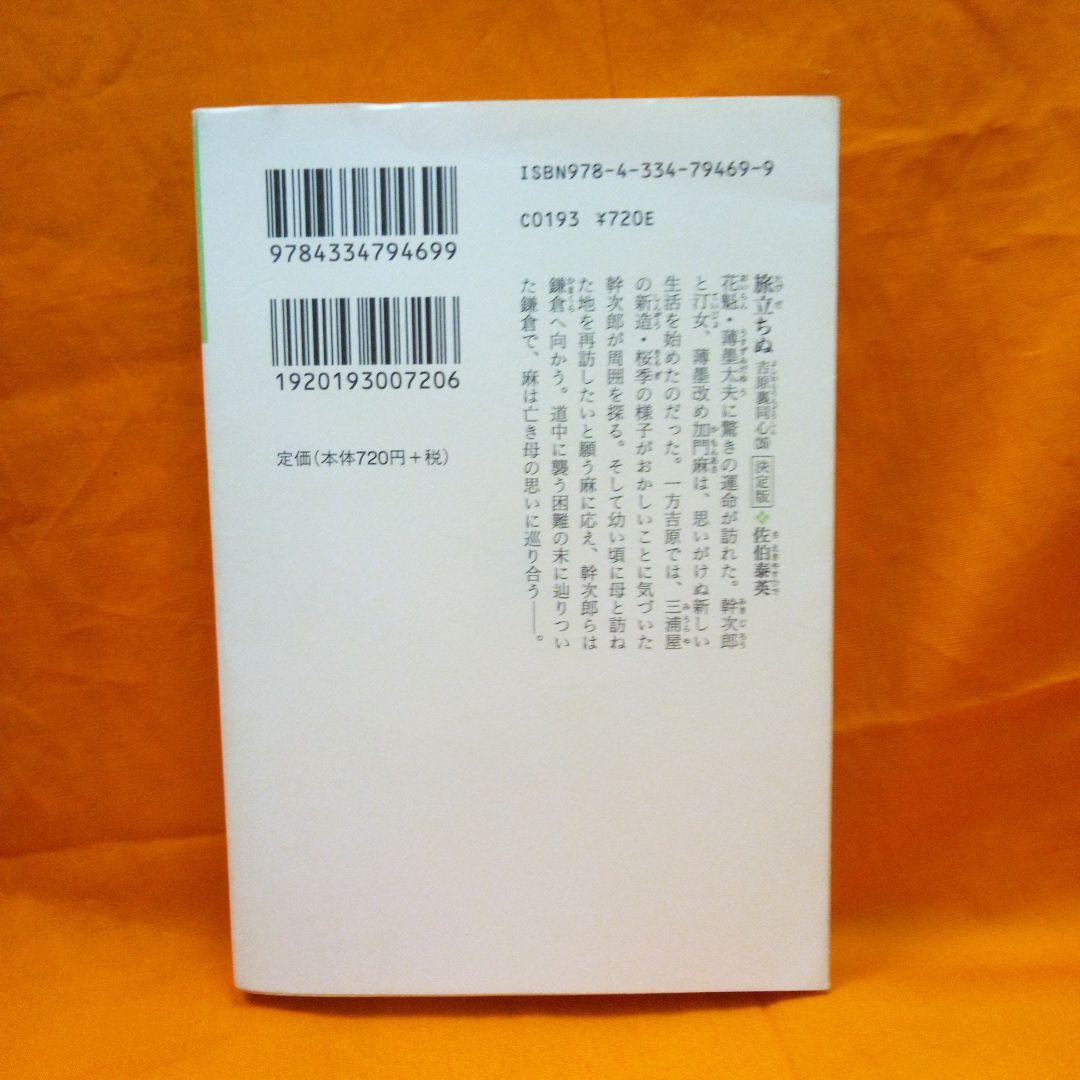 ISBN978-4-334-79469-9
C0193 ¥720E
9784334794699
1920193007206
定価(本体720円+税)
旅立ちぬ 吉原裏同心(26) 決定版 ❖ 佐伯泰英
花魁・薄墨太夫に驚きの運命が訪れた。幹次郎
と汀女、薄墨改め加門麻は、思いがけぬ新しい
生活を始めたのだった。一方吉原では、三浦屋
の新造・桜季の様子がおかしいことに気づいた
幹次郎が周囲を探る。そして幼い頃に母と訪ね
た地を再訪したいと願う麻に応え、幹次郎らは
鎌倉へ向かう。道中に襲う困難の末に辿りつい
た鎌倉で、麻は亡き母の思いに巡り合う――。